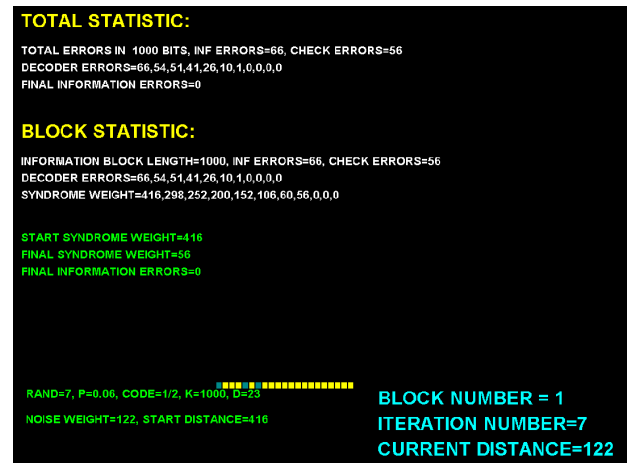 TOTAL STATISTIC:
TOTAL ERRORS IN 1000 BITS, INF ERRORS=66, CHECK ERRORS=56
DECODER ERRORS=66,54,51,41,26,10,1,0,0,0,0
FINAL INFORMATION ERRORS=0
BLOCK STATISTIC:
INFORMATION BLOCK LENGTH=1000, INF ERRORS=66, CHECK ERRORS=56
DECODER ERRORS=66,54,51,41,26,10,1,0,0,0,0
SYNDROME WEIGHT=416,298,252,200,152,106,60,56,0,0,0
START SYNDROME WEIGHT=416
FINAL SYNDROME WEIGHT=56
FINAL INFORMATION ERRORS=0
RAND=7, P=0.06, CODE=1/2, K=1000, D=23
NOISE WEIGHT=122, START DISTANCE=416
BLOCK NUMBER = 1
ITERATION NUMBER=7
CURRENT DISTANCE=122